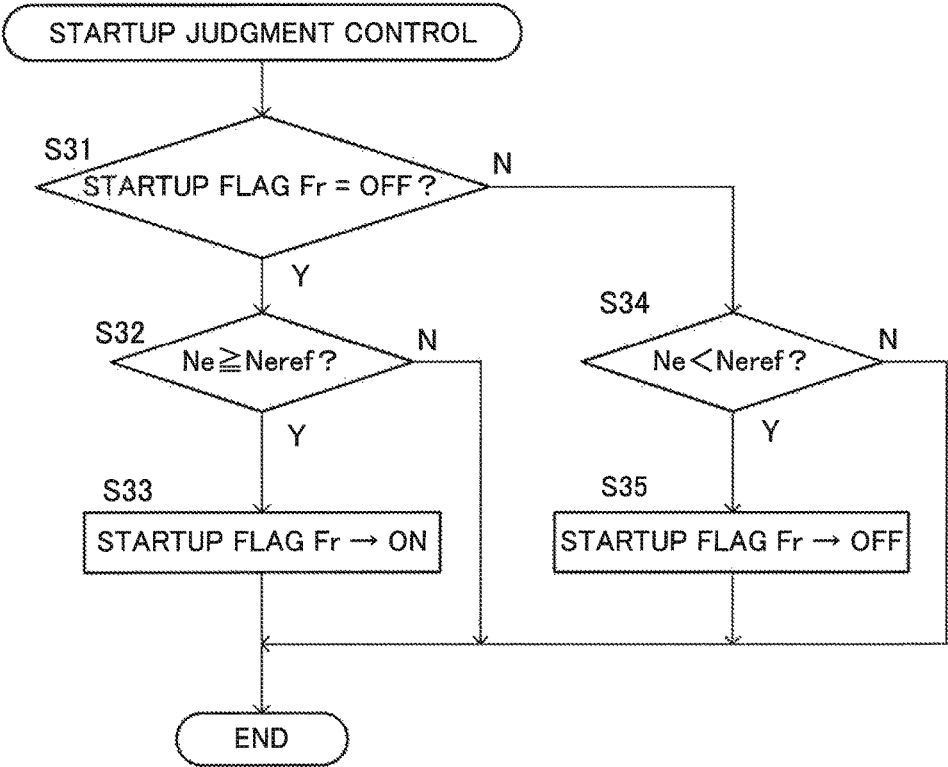 STARTUP JUDGMENT CONTROL
S31
STARTUP FLAG Fr = OFF?
N
Y
S32
Ne≧Neref?
N
Y
S33
STARTUP FLAG Fr → ON
S34
Ne<Neref?
N
Y
S35
STARTUP FLAG Fr → OFF
END